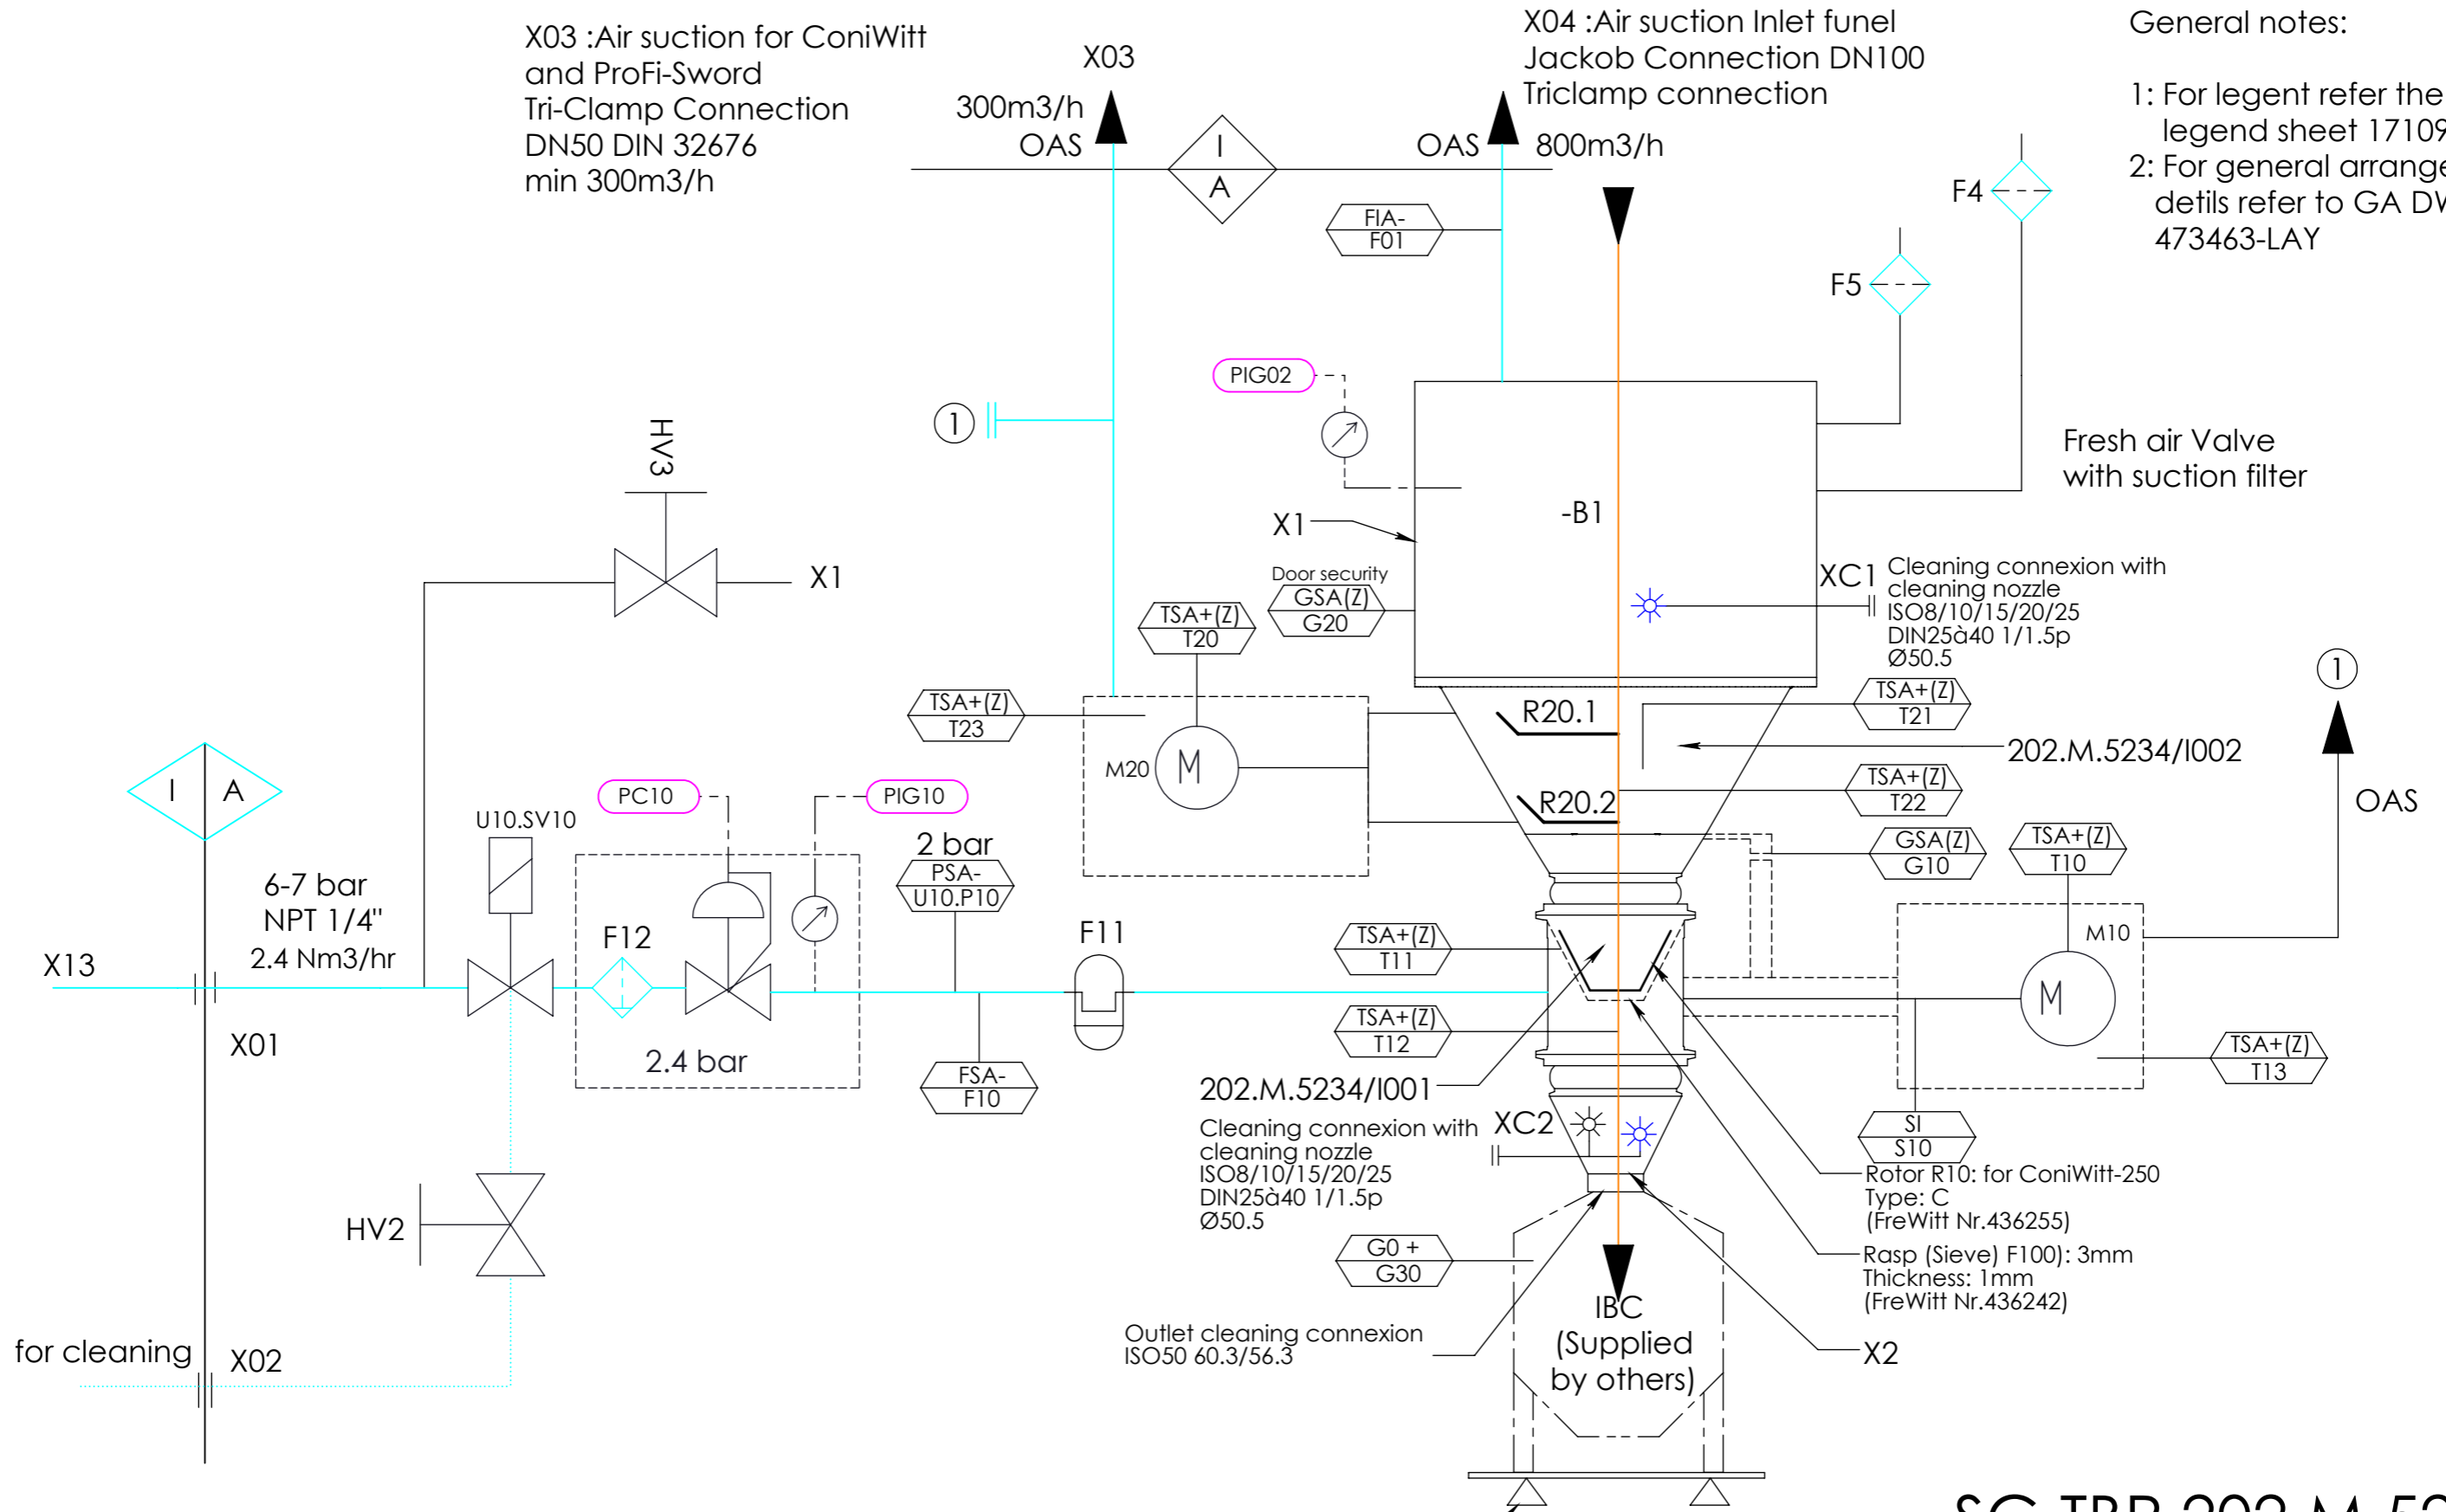 X03 :Air suction for ConiWitt
and ProFi-Sword
Tri-Clamp Connection
DN50 DIN 32676
min 300m3/h
X03
300m3/h
OAS
I
A
X04 :Air suction Inlet funel
Jackob Connection DN100
Triclamp connection
OAS
800m3/h
General notes:
1: For legent refer the
legend sheet 17109
2: For general arrange
detils refer to GA DW
473463-LAY
FIA-
F01
F4
F5
PIG02
1
HV3
X1
Fresh air Valve
with suction filter
-B1
X1
Door security
GSA(Z)
G20
TSA+(Z)
T20
XC1
Cleaning connexion with
cleaning nozzle
ISO8/10/15/20/25
DIN25à40 1/1.5p
Ø50.5
1
OAS
TSA+(Z)
T23
M20
M
R20.1
R20.2
TSA+(Z)
T21
202.M.5234/I002
TSA+(Z)
T22
GSA(Z)
G10
TSA+(Z)
T10
M10
M
TSA+(Z)
T13
SI
S10
I
A
6-7 bar
NPT 1/4"
2.4 Nm3/hr
X13
X01
U10.SV10
PC10
PIG10
F12
2.4 bar
2 bar
PSA-
U10.P10
FSA-
F10
F11
TSA+(Z)
T11
TSA+(Z)
T12
202.M.5234/I001
Cleaning connexion with
cleaning nozzle
ISO8/10/15/20/25
DIN25à40 1/1.5p
Ø50.5
XC2
Rotor R10: for ConiWitt-250
Type: C
(FreWitt Nr.436255)
Rasp (Sieve) F100): 3mm
Thickness: 1mm
(FreWitt Nr.436242)
HV2
G0 +
G30
Outlet cleaning connexion
ISO50 60.3/56.3
IBC
(Supplied
by others)
X2
for cleaning
X02